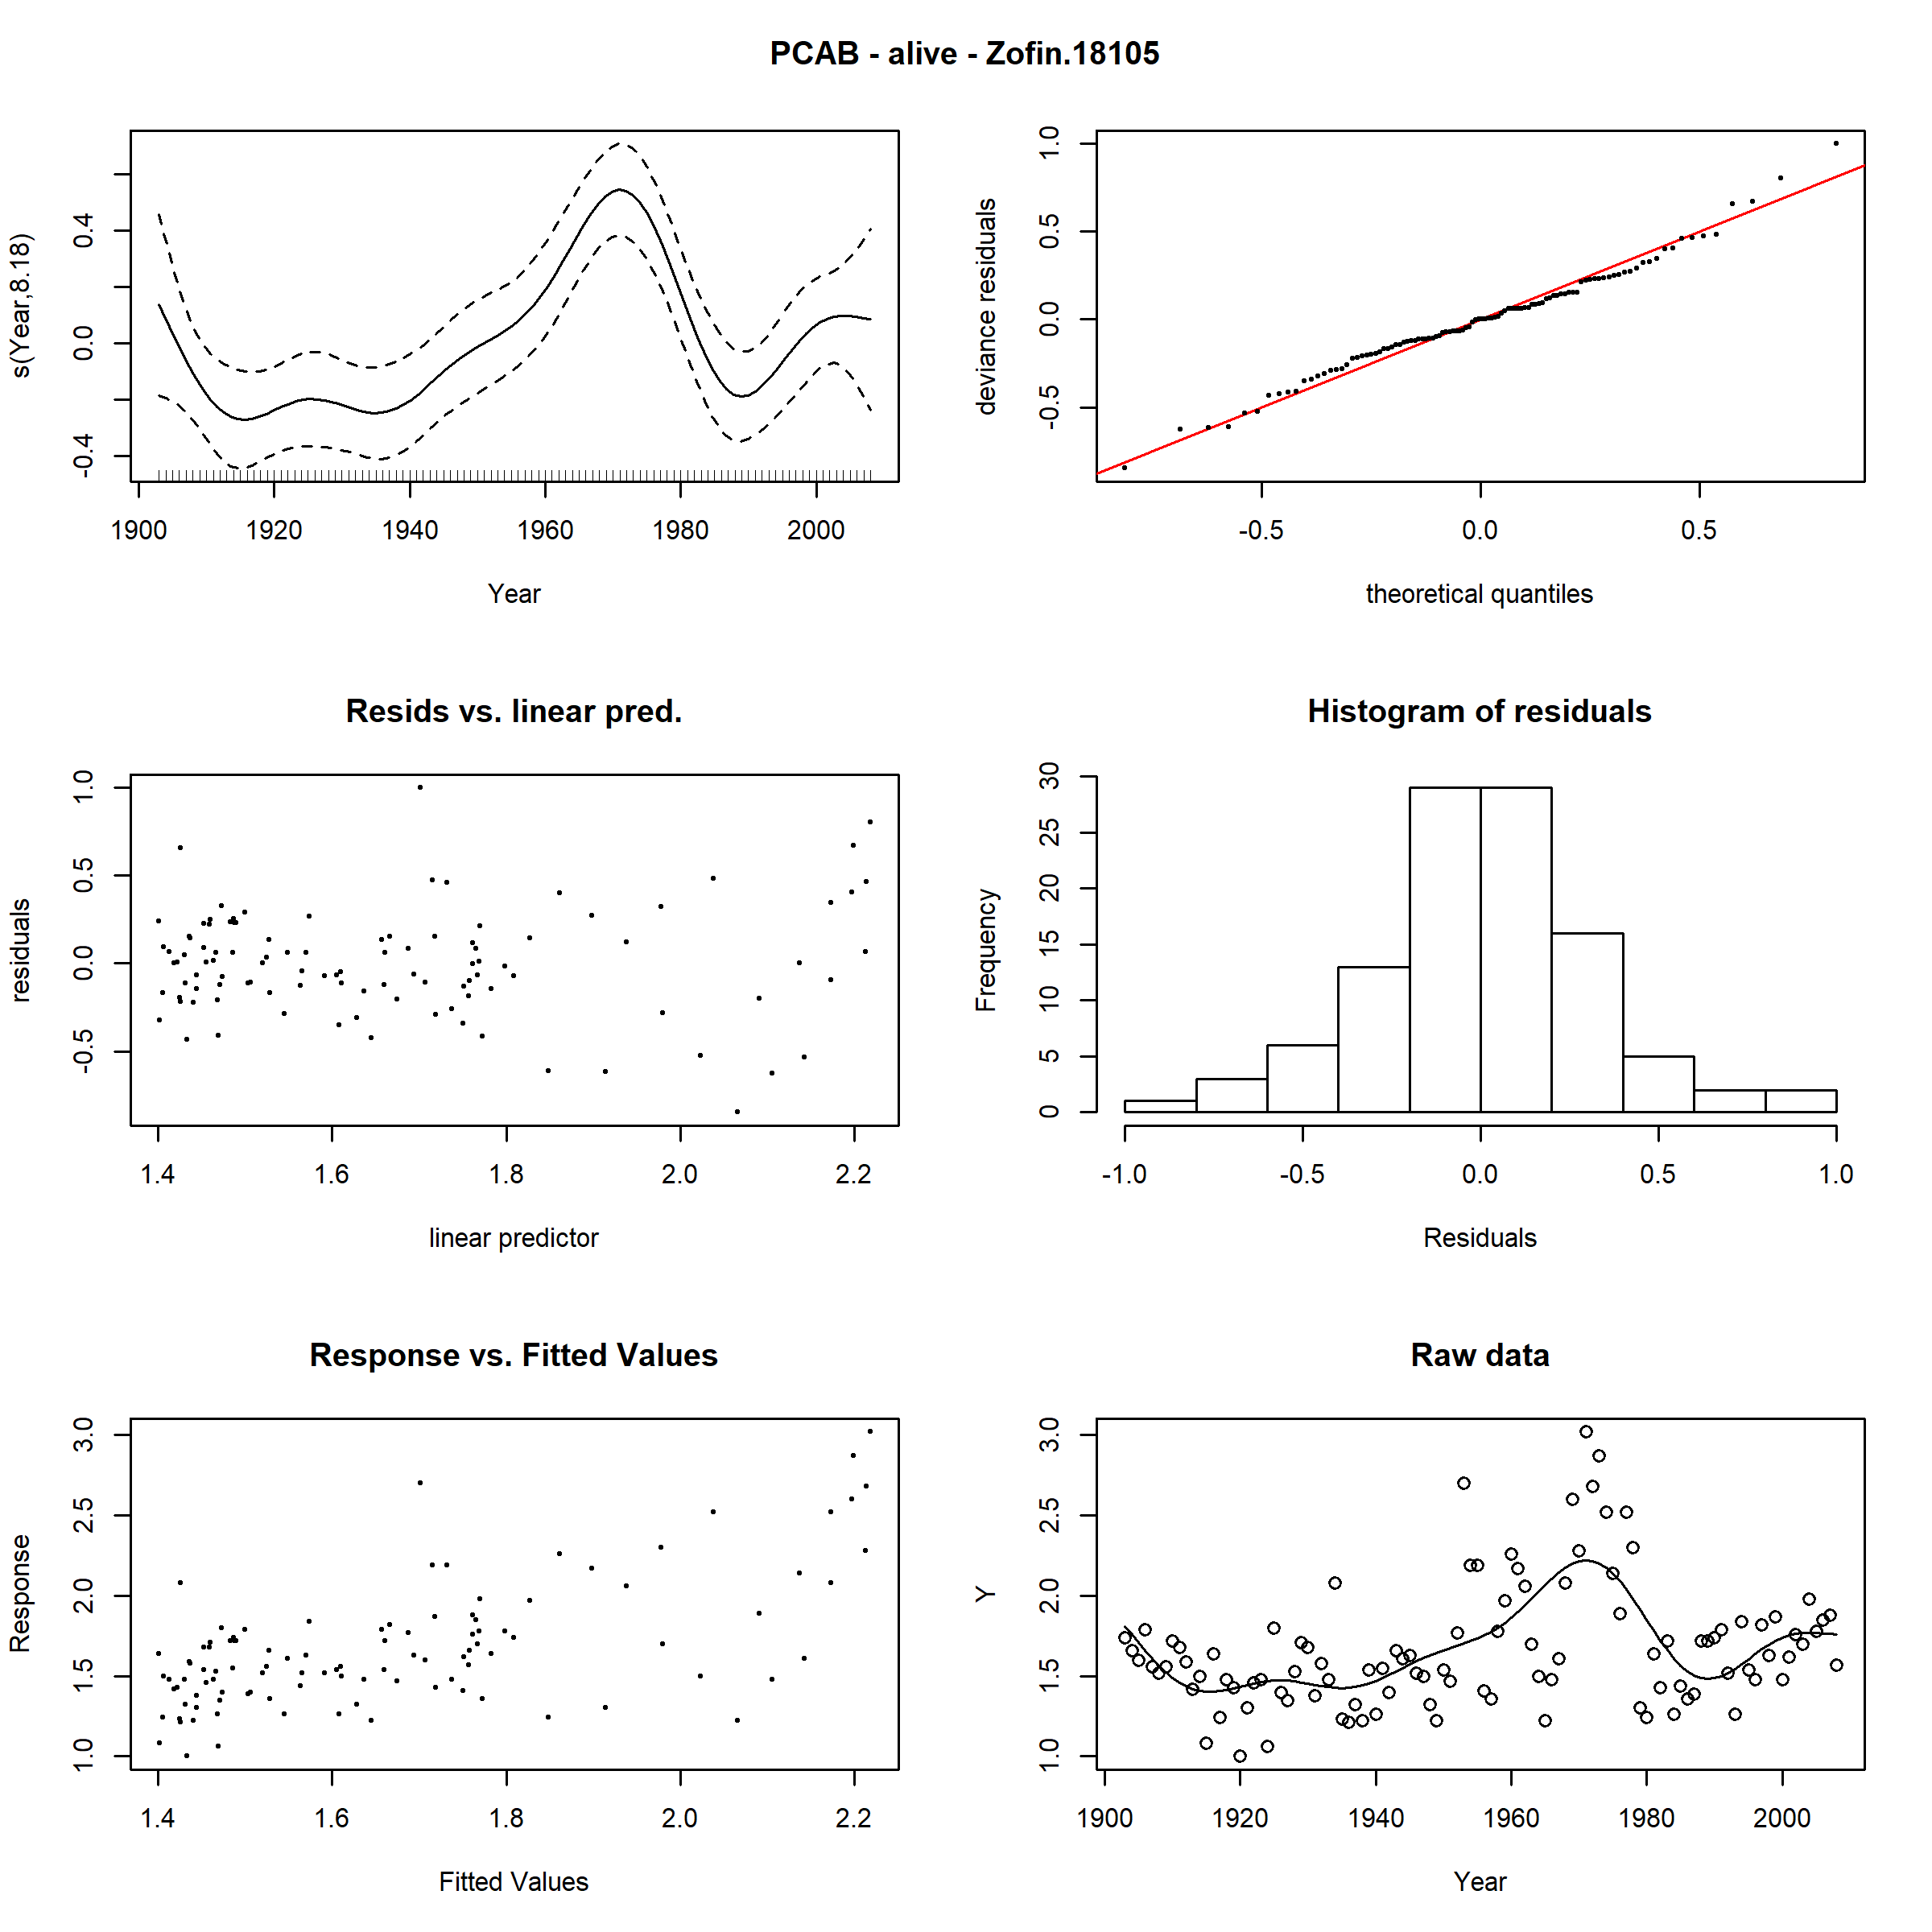 PCAB - alive - Zofin.18105
s(Year,8.18)
-0.4 0.0 0.4
1900 1920 1940 1960 1980 2000
Year
deviance residuals
-0.5 0.0 0.5 1.0
-0.5 0.0 0.5
theoretical quantiles
Resids vs. linear pred.
residuals
-0.5 0.0 0.5 1.0
1.4 1.6 1.8 2.0 2.2
linear predictor
Histogram of residuals
Frequency
0 5 10 15 20 25 30
-1.0 -0.5 0.0 0.5 1.0
Residuals
Response vs. Fitted Values
Response
1.0 1.5 2.0 2.5 3.0
1.4 1.6 1.8 2.0 2.2
Fitted Values
Raw data
Y
1.0 1.5 2.0 2.5 3.0
1900 1920 1940 1960 1980 2000
Year